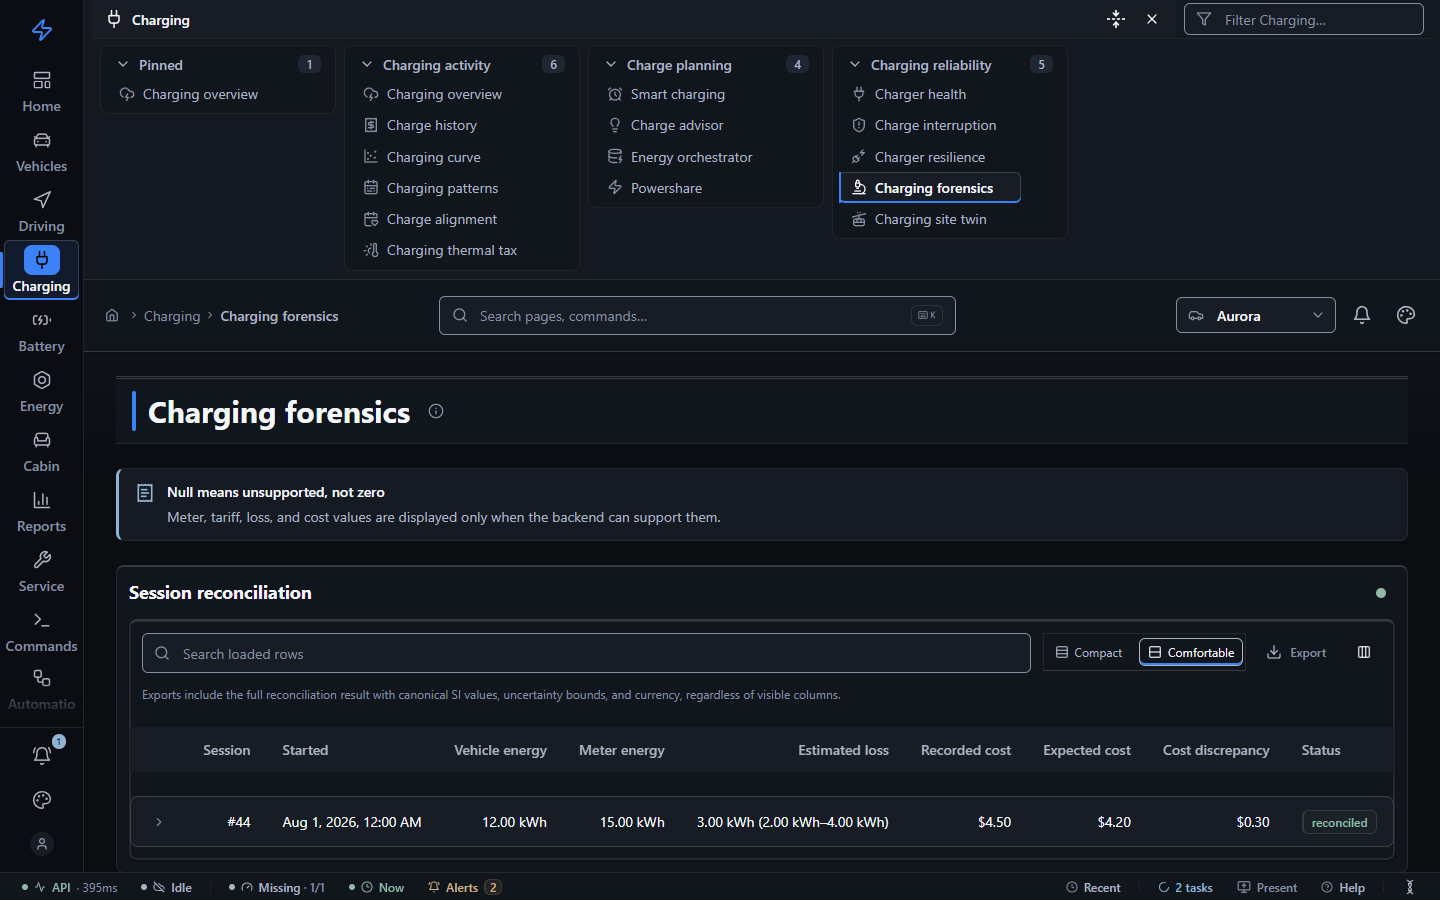 Charging
Filter Charging...
Pinned 1
Charging overview
Charging activity 6
Charging overview
Charge history
Charging curve
Charging patterns
Charge alignment
Charging thermal tax
Charge planning 4
Smart charging
Charge advisor
Energy orchestrator
Powershare
Charging reliability 5
Charger health
Charge interruption
Charger resilience
Charging forensics
Charging site twin
Home
Vehicles
Driving
Charging
Battery
Energy
Cabin
Reports
Service
Commands
Automatio
1
Charging
Charging forensics
Search pages, commands...
K
Aurora
Charging forensics
Null means unsupported, not zero
Meter, tariff, loss, and cost values are displayed only when the backend can support them.
Session reconciliation
Search loaded rows
Compact
Comfortable
Export
Exports include the full reconciliation result with canonical SI values, uncertainty bounds, and currency, regardless of visible columns.
Session Started Vehicle energy Meter energy Estimated loss Recorded cost Expected cost Cost discrepancy Status
#44 Aug 1, 2026, 12:00 AM 12.00 kWh 15.00 kWh 3.00 kWh (2.00 kWh–4.00 kWh) $4.50 $4.20 $0.30 reconciled
API · 395ms Idle Missing · 1/1 Now Alerts 2 Recent 2 tasks Present Help